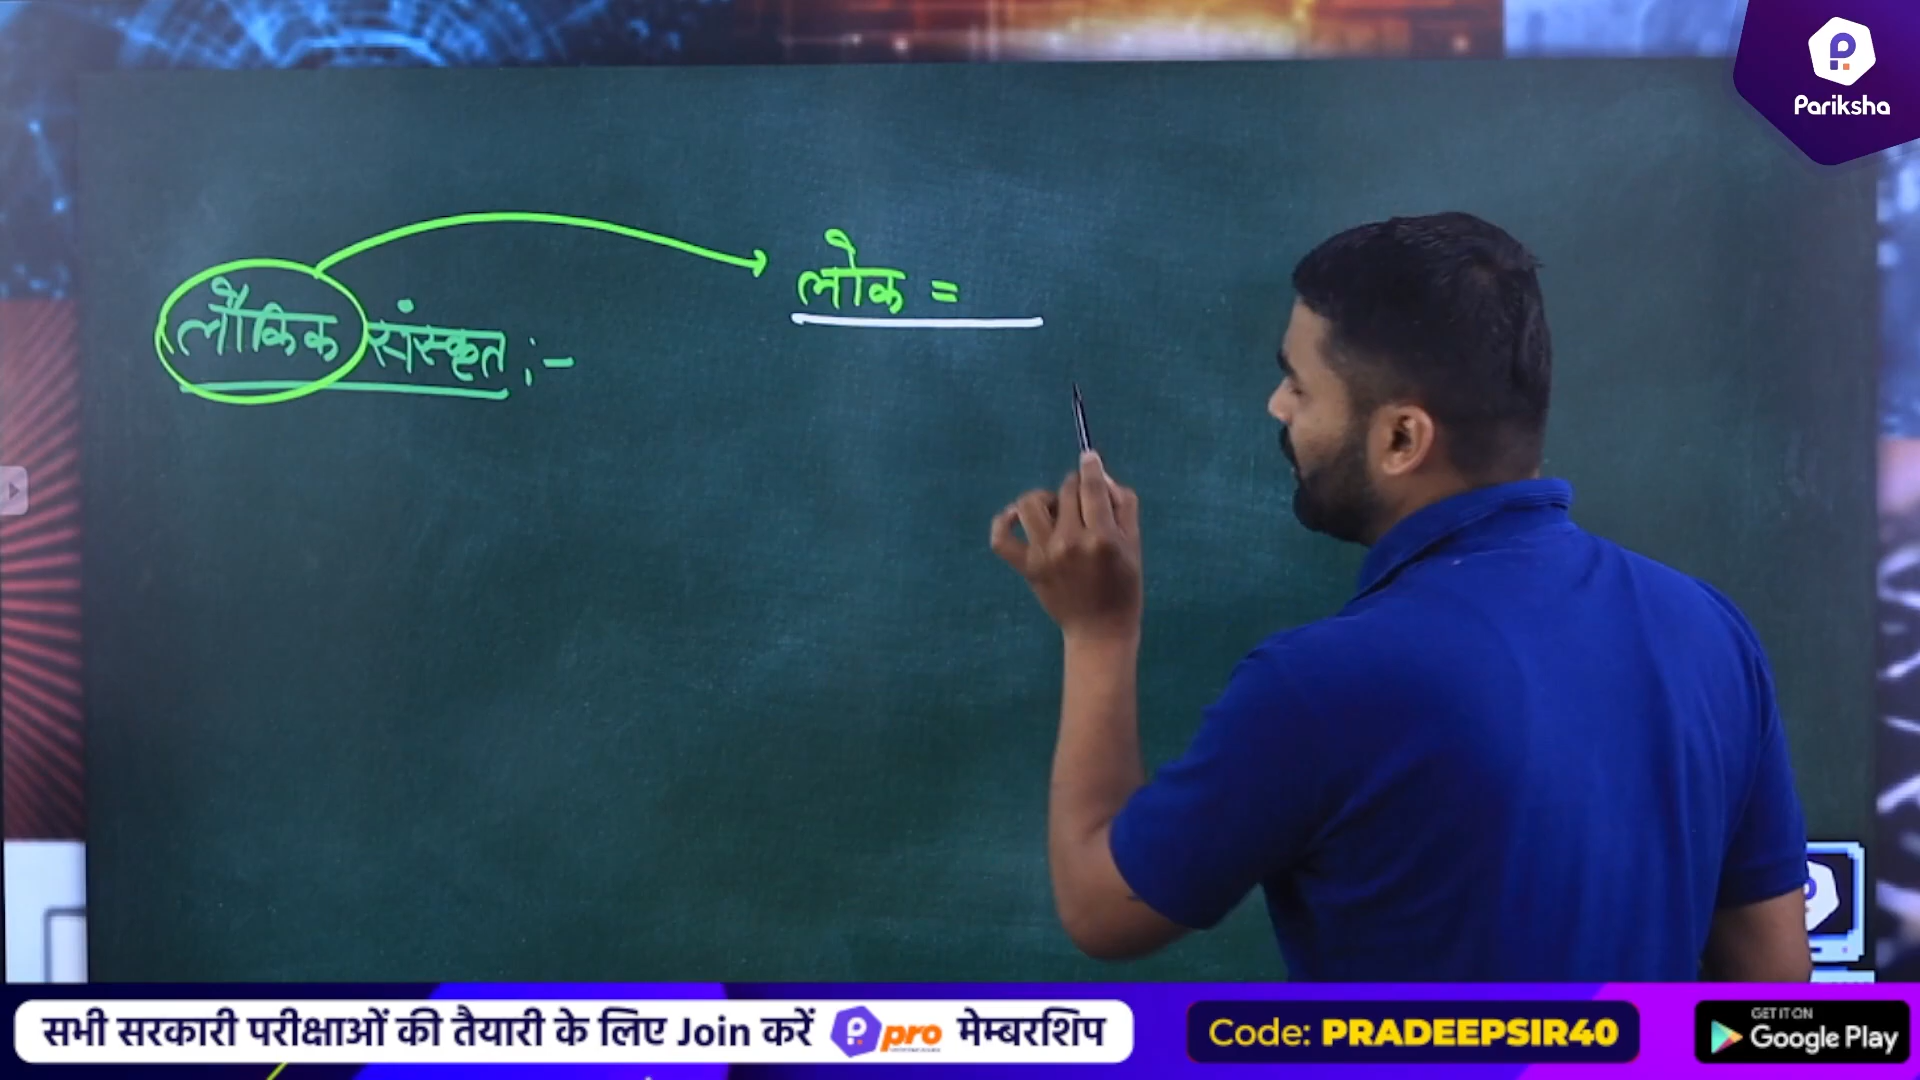 Pariksha
लोक =
लौकिक संस्कृत :-
सभी सरकारी परीक्षाओं की तैयारी के लिए Join करें P pro मेम्बरशिप
Code: PRADEEPSIR40
GET IT ON
Google Play